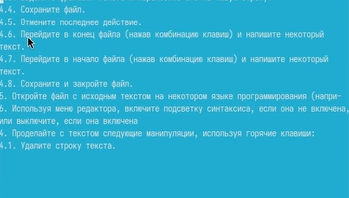 4.4. Сохраните файл.
4.5. Отмените последнее действие.
4.6. Перейдите в конец файла (нажав комбинацию клавиш) и напишите некоторый
текст.
4.7. Перейдите в начало файла (нажав комбинацию клавиш) и напишите некоторый
текст.
4.8. Сохраните и закройте файл.
5. Откройте файл с исходным текстом на некотором языке программирования (напри-
6. Используя меню редактора, включите подсветку синтаксиса, если она не включена,
или выключите, если она включена
4. Проделайте с текстом следующие манипуляции, используя горячие клавиши:
4.1. Удалите строку текста.